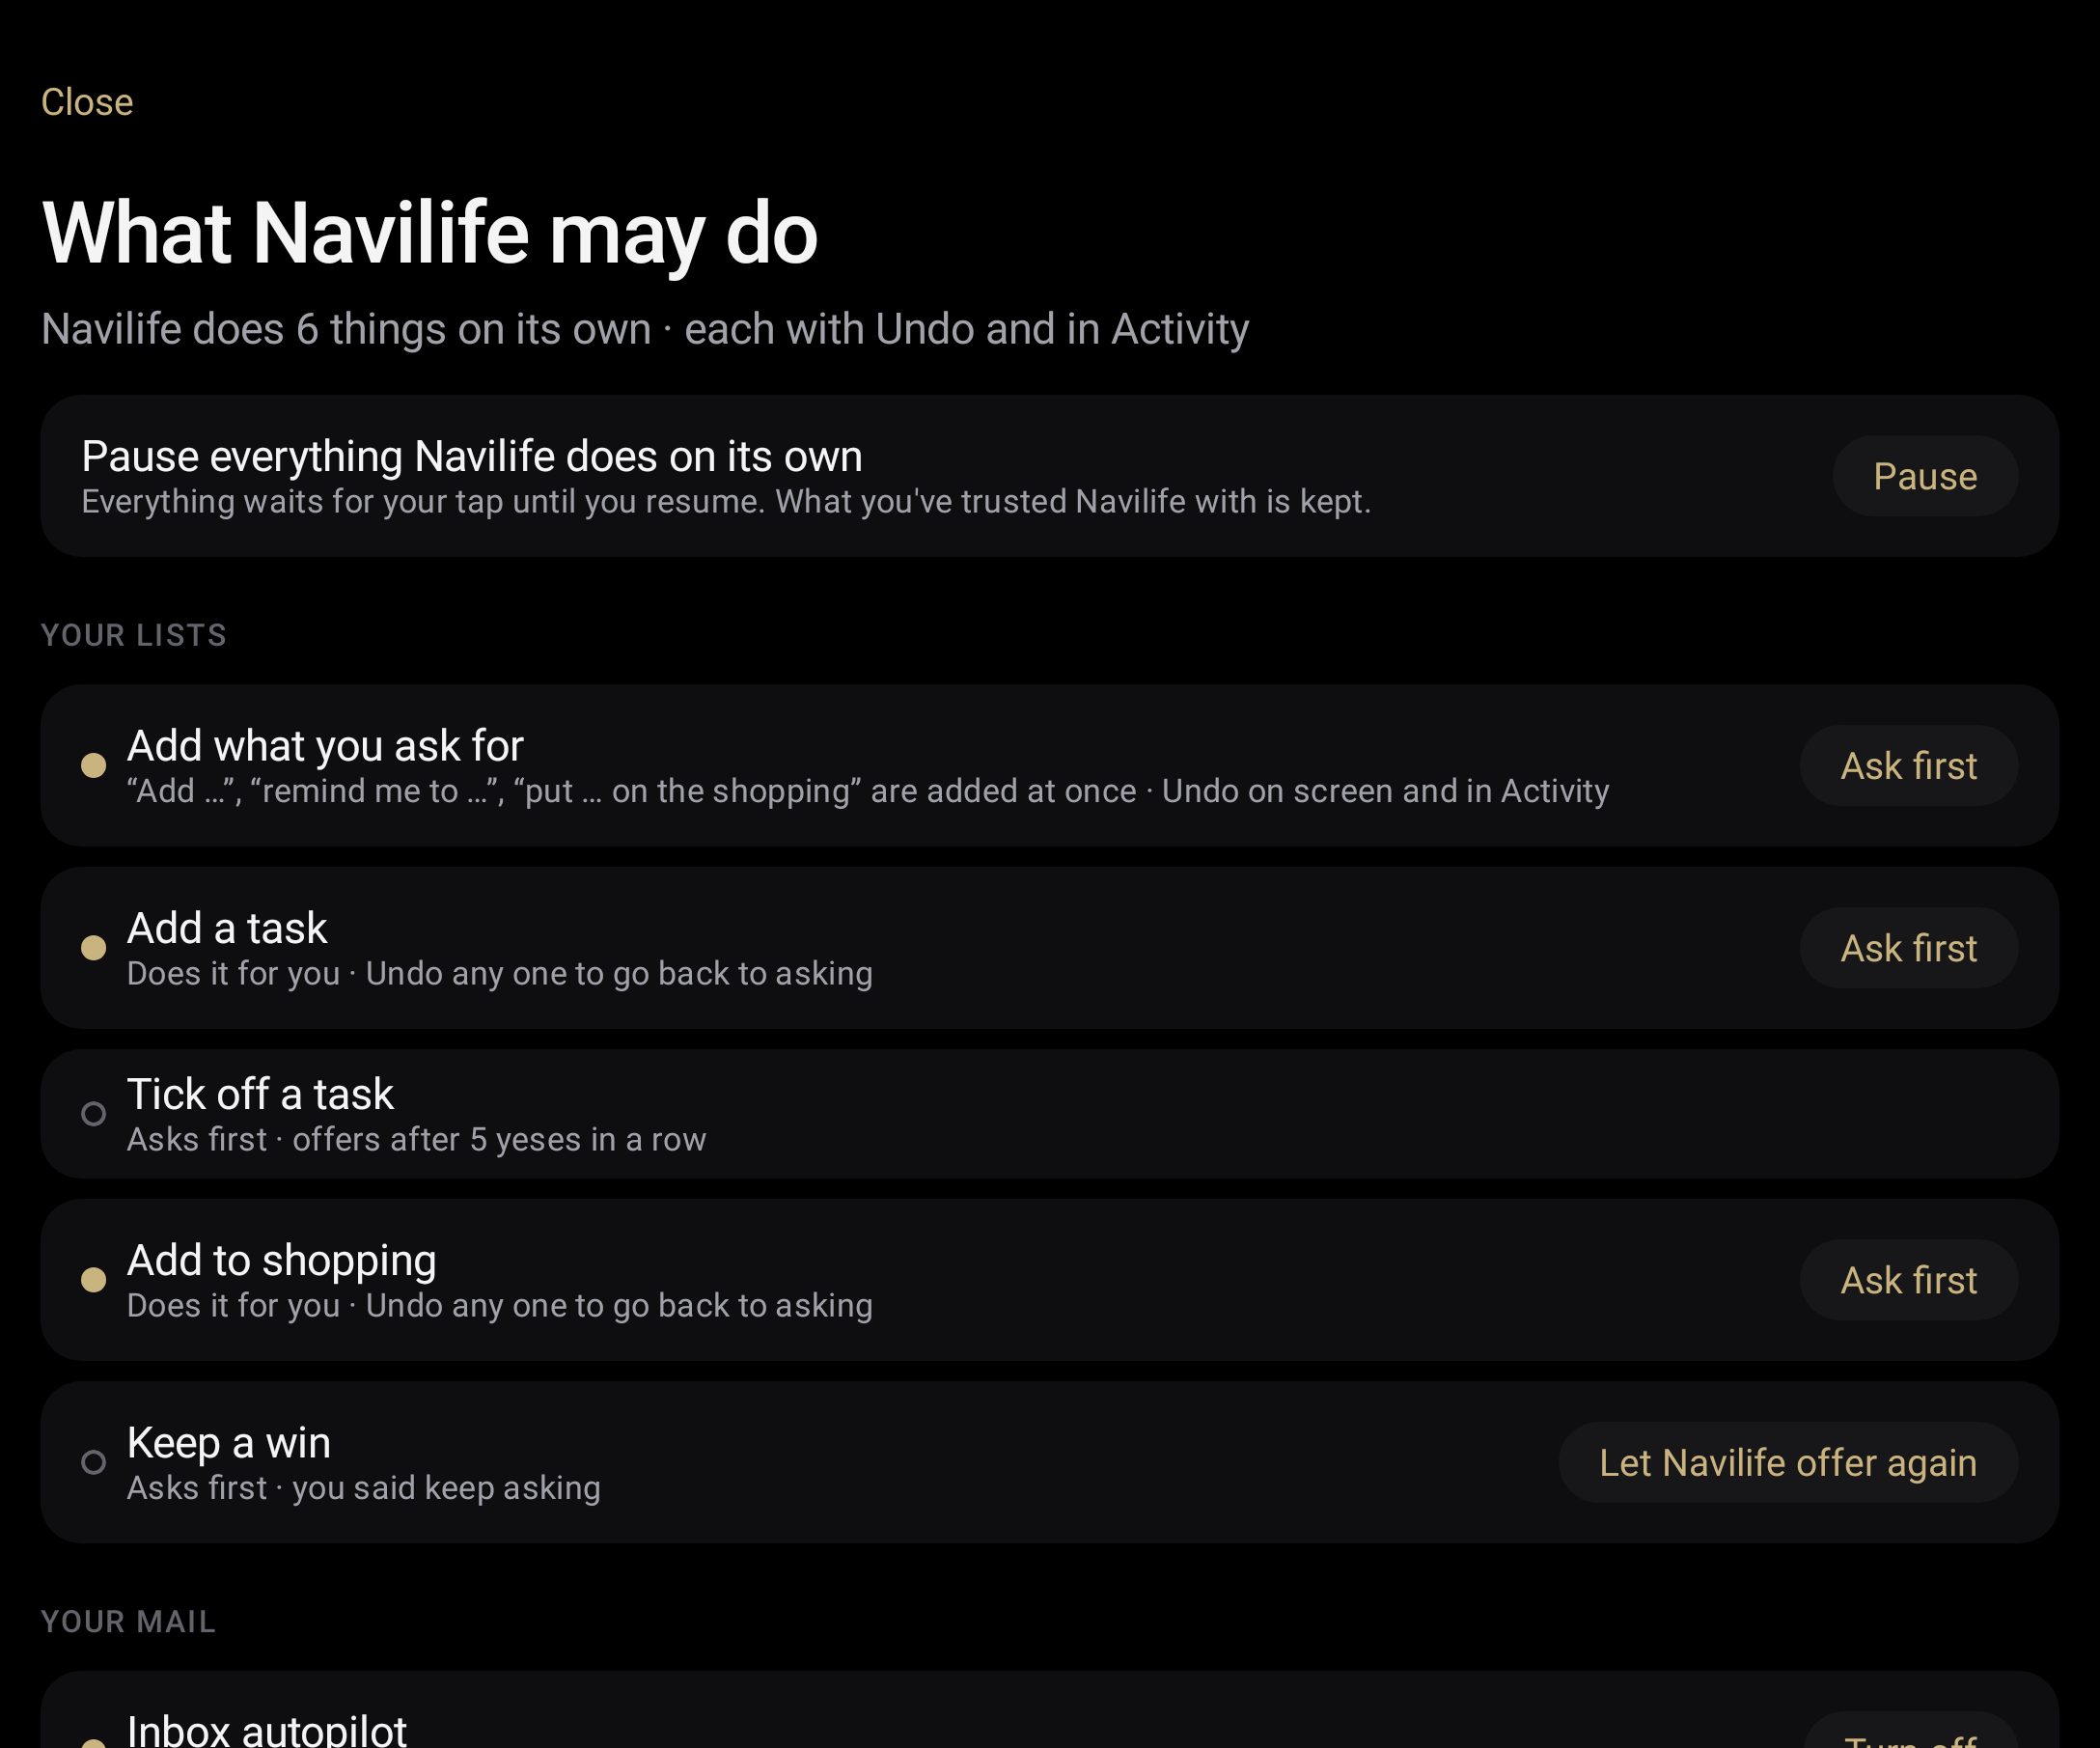 Close
What Navilife may do
Navilife does 6 things on its own · each with Undo and in Activity
Pause everything Navilife does on its own
Everything waits for your tap until you resume. What you've trusted Navilife with is kept.
Pause
YOUR LISTS
Add what you ask for
“Add ...”, “remind me to ...”, “put ... on the shopping” are added at once · Undo on screen and in Activity
Ask first
Add a task
Does it for you · Undo any one to go back to asking
Ask first
Tick off a task
Asks first · offers after 5 yeses in a row
Add to shopping
Does it for you · Undo any one to go back to asking
Ask first
Keep a win
Asks first · you said keep asking
Let Navilife offer again
YOUR MAIL
Inbox autopilot
Turn off